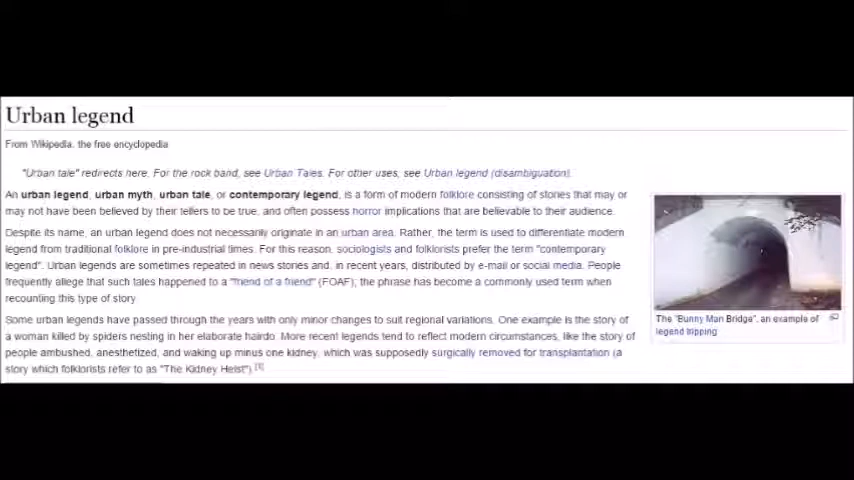 Urban legend
From Wikipedia, the free encyclopedia
"Urban tale" redirects here. For the rock band, see Urban Tales. For other uses, see Urban legend (disambiguation).
An urban legend, urban myth, urban tale, or contemporary legend, is a form of modern folklore consisting of stories that may or
may not have been believed by their tellers to be true, and often possess horror implications that are believable to their audience.
Despite its name, an urban legend does not necessarily originate in an urban area. Rather, the term is used to differentiate modern
legend from traditional folklore in pre-industrial times. For this reason, sociologists and folklorists prefer the term "contemporary
legend". Urban legends are sometimes repeated in news stories and, in recent years, distributed by e-mail or social media. People
frequently allege that such tales happened to a "friend of a friend" (FOAF); the phrase has become a commonly used term when
recounting this type of story
Some urban legends have passed through the years with only minor changes to suit regional variations. One example is the story of
a woman killed by spiders nesting in her elaborate hairdo. More recent legends tend to reflect modern circumstances, like the story of
people ambushed, anesthetized, and waking up minus one kidney, which was supposedly surgically removed for transplantation (a
story which folklorists refer to as "The Kidney Heist").[1]
The "Bunny Man Bridge", an example of
legend tripping